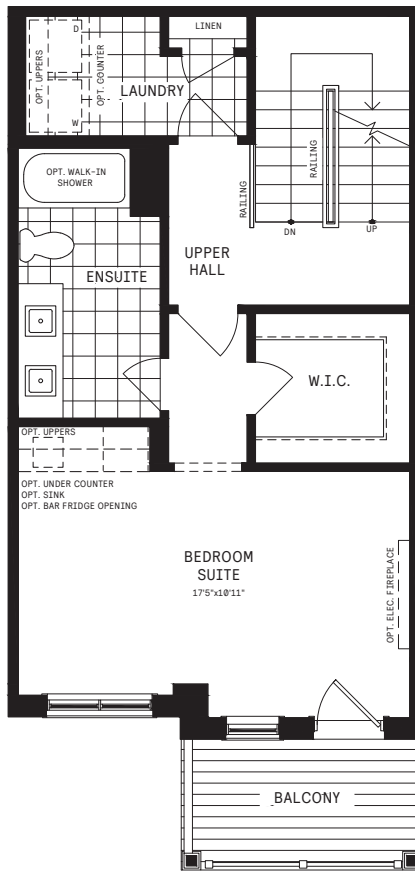 LINEN
D
OPT. UPPERS
OPT. COUNTER
LAUNDRY
W
OPT. WALK-IN
SHOWER
RAILING
RAILING
DN
UP
UPPER
HALL
ENSUITE
W.I.C.
OPT. UPPERS
OPT. UNDER COUNTER
OPT. SINK
OPT. BAR FRIDGE OPENING
BEDROOM
SUITE
17'5"x10'11"
OPT. ELEC. FIREPLACE
BALCONY